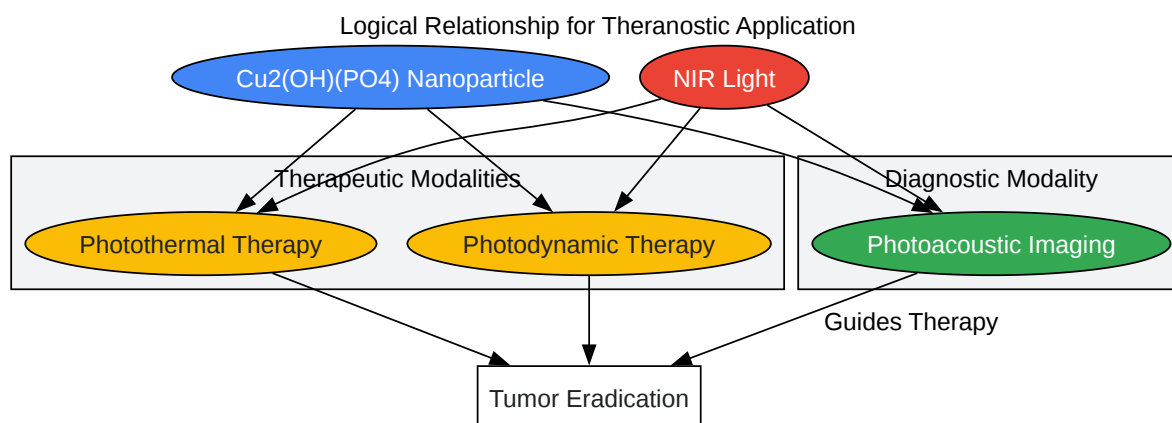 Logical Relationship for Theranostic Application
Cu2(OH)(PO4) Nanoparticle
NIR Light
Therapeutic Modalities
Diagnostic Modality
Photothermal Therapy
Photodynamic Therapy
Photoacoustic Imaging
Guides Therapy
Tumor Eradication